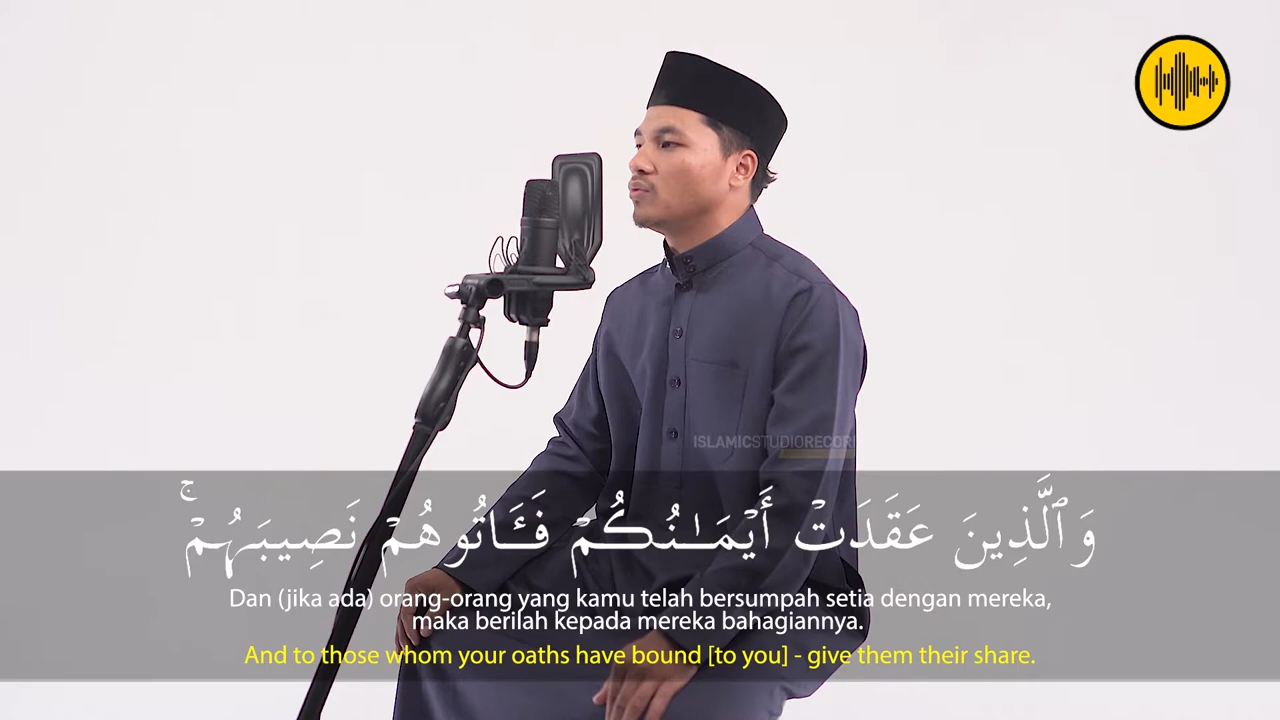 ISLAMICSTUDIORECOR
وَٱلَّذِينَ عَقَدَتْ أَيْمَـٰنُكُمْ فَـَٔاتُوهُمْ نَصِيبَهُمْ ۚ
Dan (jika ada) orang-orang yang kamu telah bersumpah setia dengan mereka,
maka berilah kepada mereka bahagiannya.
And to those whom your oaths have bound [to you] - give them their share.